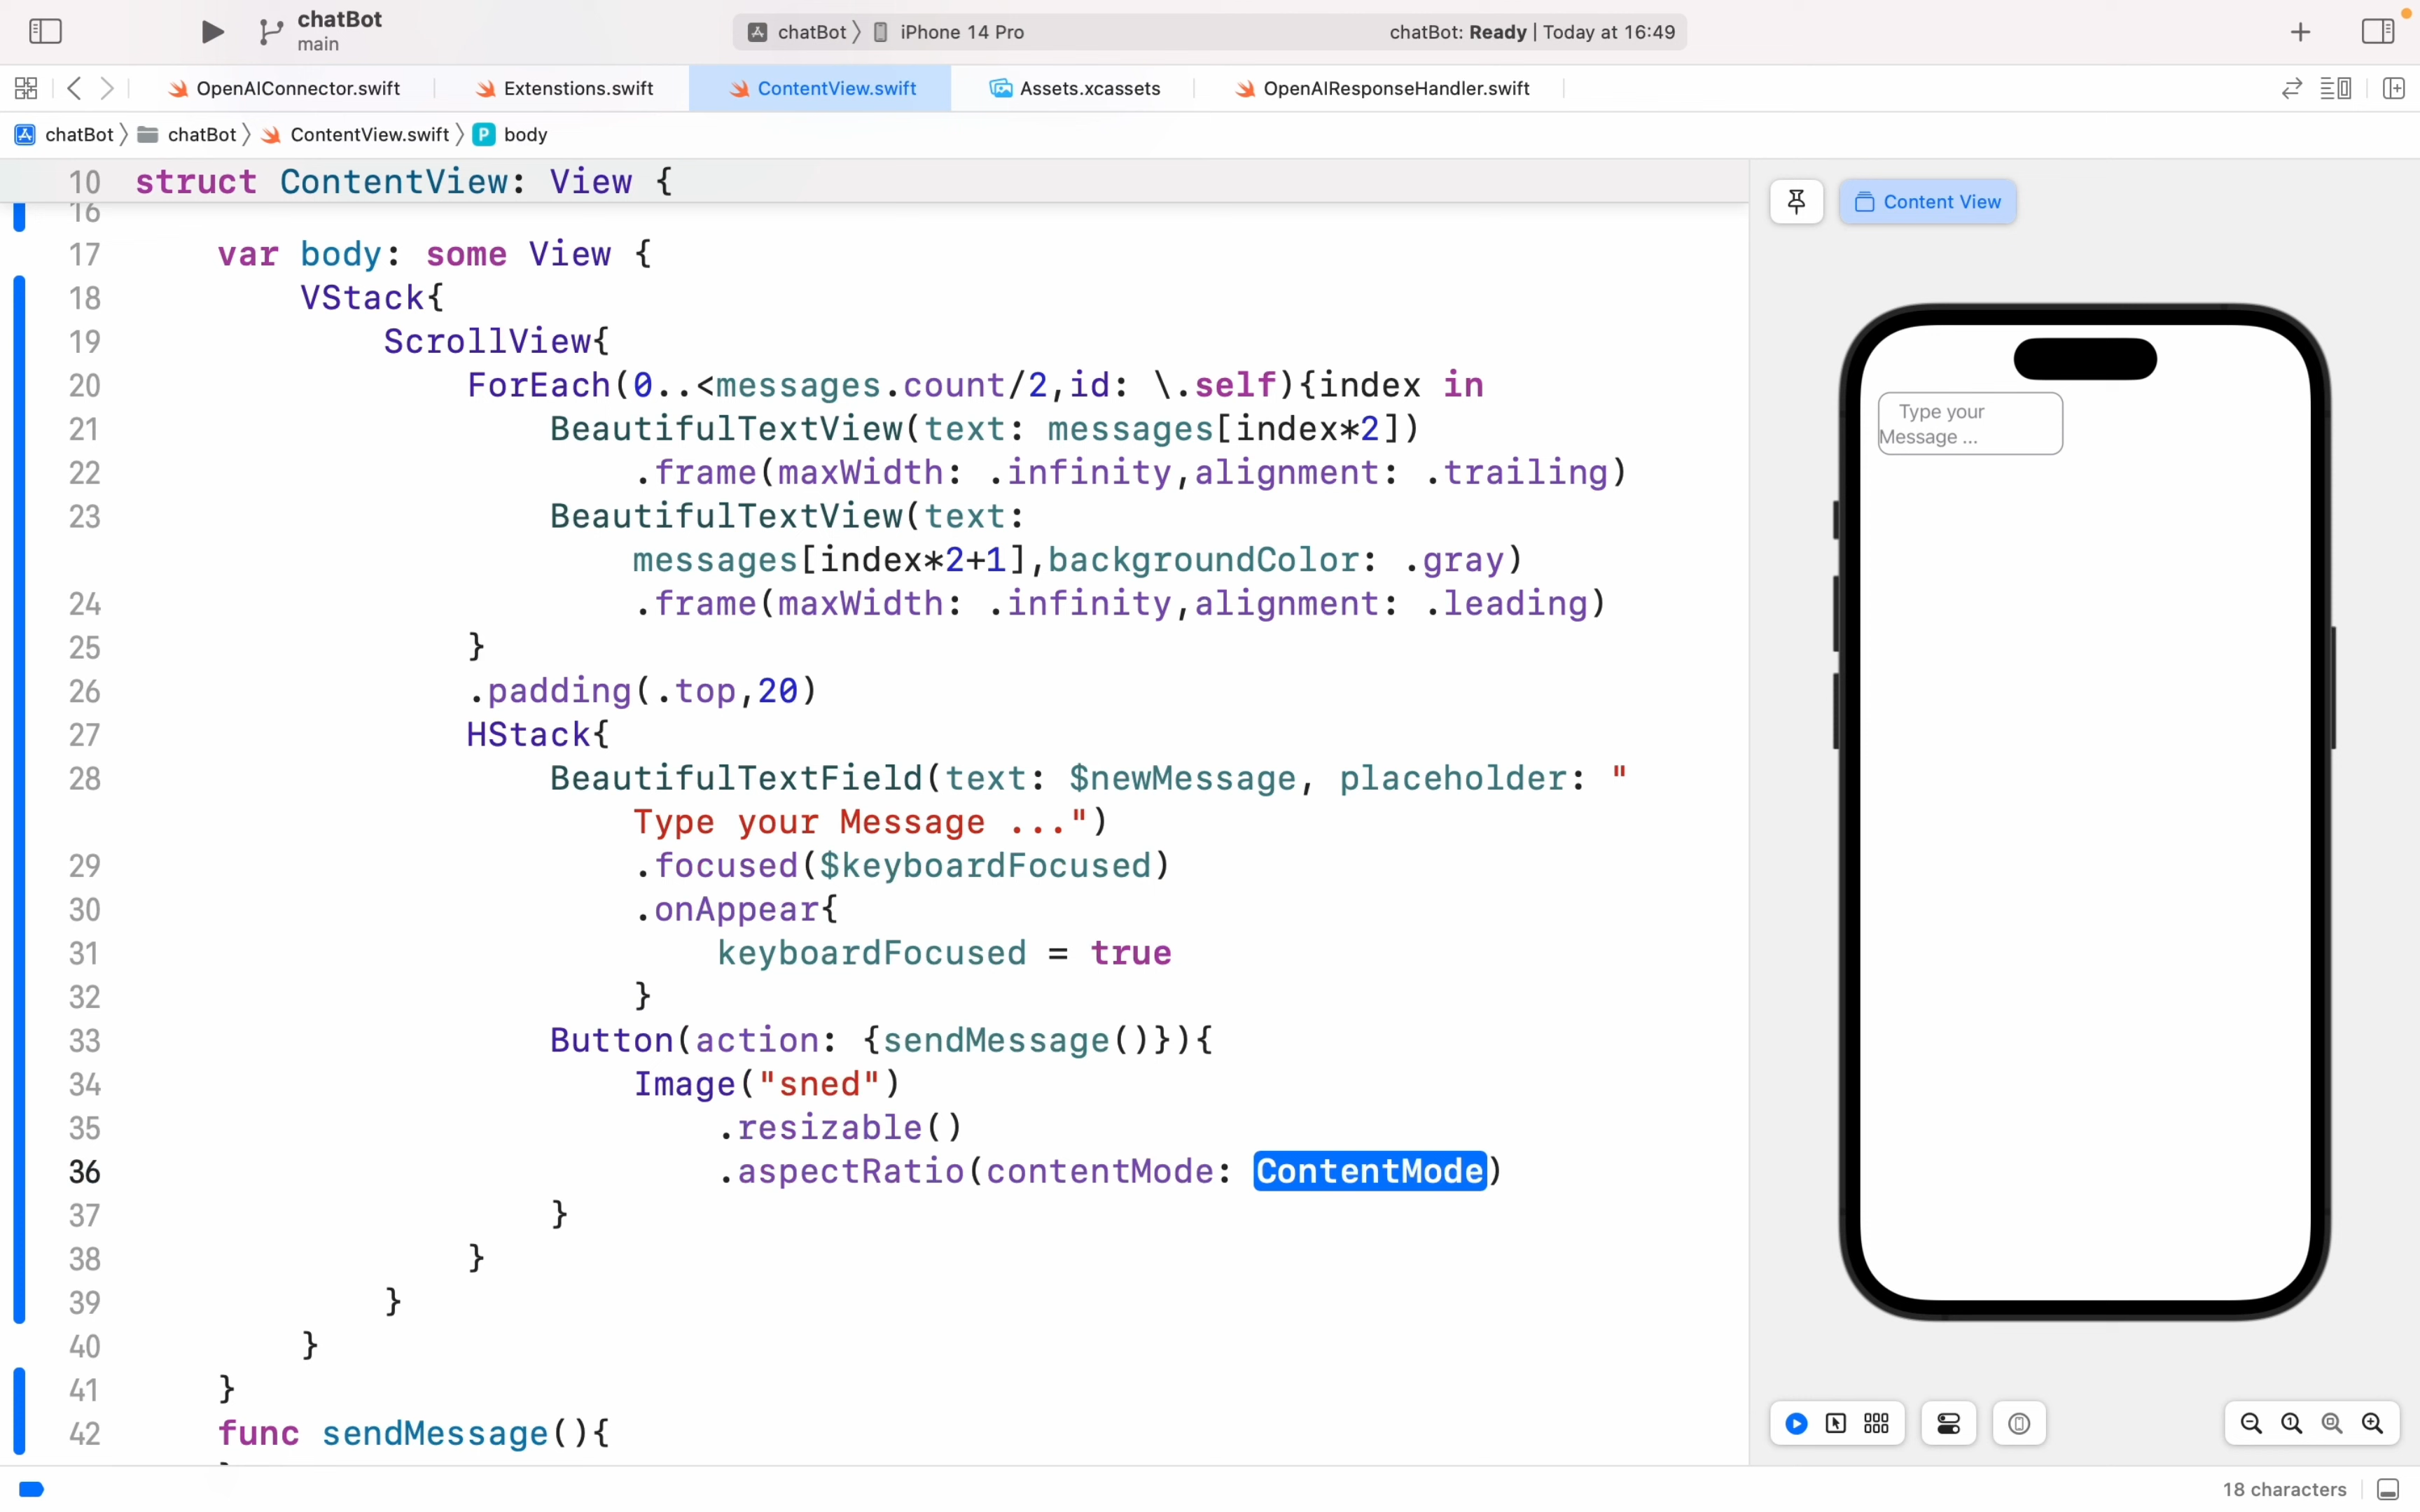 chatBot
main
chatBot 〉 iPhone 14 Pro
chatBot: Ready | Today at 16:49
OpenAIConnector.swift
Extenstions.swift
ContentView.swift
Assets.xcassets
OpenAIResponseHandler.swift
chatBot 〉 chatBot 〉 ContentView.swift 〉 P body
10 struct ContentView: View {
16
17 var body: some View {
18 VStack{
19 ScrollView{
20 ForEach(0..<messages.count/2,id: \.self){index in
21 BeautifulTextView(text: messages[index*2])
22 .frame(maxWidth: .infinity,alignment: .trailing)
23 BeautifulTextView(text:
messages[index*2+1],backgroundColor: .gray)
24 .frame(maxWidth: .infinity,alignment: .leading)
25 }
26 .padding(.top,20)
27 HStack{
28 BeautifulTextField(text: $newMessage, placeholder: "
Type your Message ...")
29 .focused($keyboardFocused)
30 .onAppear{
31 keyboardFocused = true
32 }
33 Button(action: {sendMessage()}){
34 Image("sned")
35 .resizable()
36 .aspectRatio(contentMode: ContentMode)
37 }
38 }
39 }
40 }
41 }
42 func sendMessage(){
Content View
Type your
Message ...
18 characters